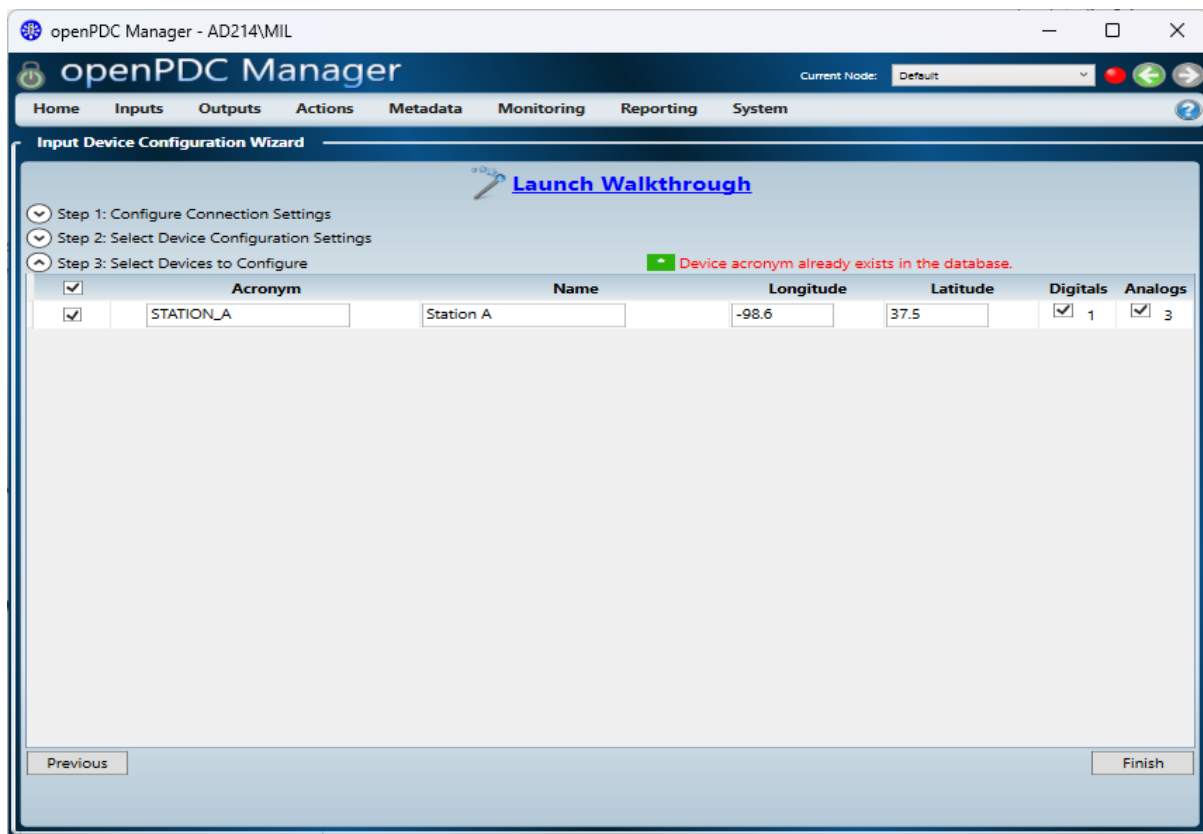 openPDC Manager - AD214\MIL
openPDC Manager
Current Node: Default
Home Inputs Outputs Actions Metadata Monitoring Reporting System
Input Device Configuration Wizard
Launch Walkthrough
Step 1: Configure Connection Settings
Step 2: Select Device Configuration Settings
Step 3: Select Devices to Configure * Device acronym already exists in the database.
Acronym Name Longitude Latitude Digitals Analogs
STATION_A Station A -98.6 37.5 1 3
Previous Finish